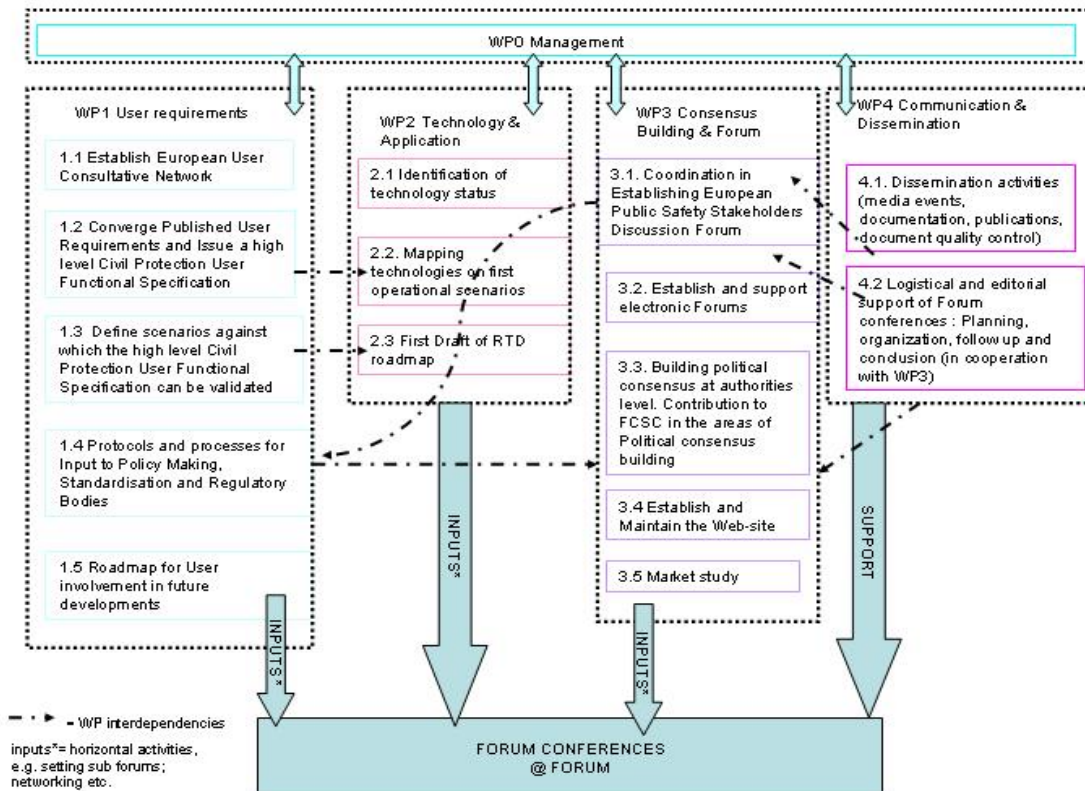 WP0 Management
WP1 User requirements
1.1 Establish European User
Consultative Network
1.2 Converge Published User
Requirements and Issue a high
level Civil Protection User
Functional Specification
1.3 Define scenarios against
which the high level Civil
Protection User Functional
Specification can be validated
1.4 Protocols and processes for
Input to Policy Making,
Standardisation and Regulatory
Bodies
1.5 Roadmap for User
involvement in future
developments
WP2 Technology &
Application
2.1 Identification of
technology status
2.2. Mapping
technologies on first
operational scenarios
2.3 First Draft of RTD
roadmap
WP3 Consensus
Building & Forum
3.1. Coordination in
Establishing European
Public Safety Stakeholders
Discussion Forum
3.2. Establish and support
electronic Forums
3.3. Building political
consensus at authorities
level. Contribution to
FCSC in the areas of
Political consensus
building
3.4 Establish and
Maintain the Web-site
3.5 Market study
WP4 Communication &
Dissemination
4.1. Dissemination activities
(media events,
documentation, publications,
document quality control)
4.2 Logistical and editorial
support of Forum
conferences : Planning,
organization, follow up and
conclusion (in cooperation
with WP3)
INPUTS*
INPUTS*
INPUTS*
SUPPORT
= WP interdependencies
inputs*= horizontal activities,
e.g. setting sub forums;
networking etc.
FORUM CONFERENCES
@ FORUM